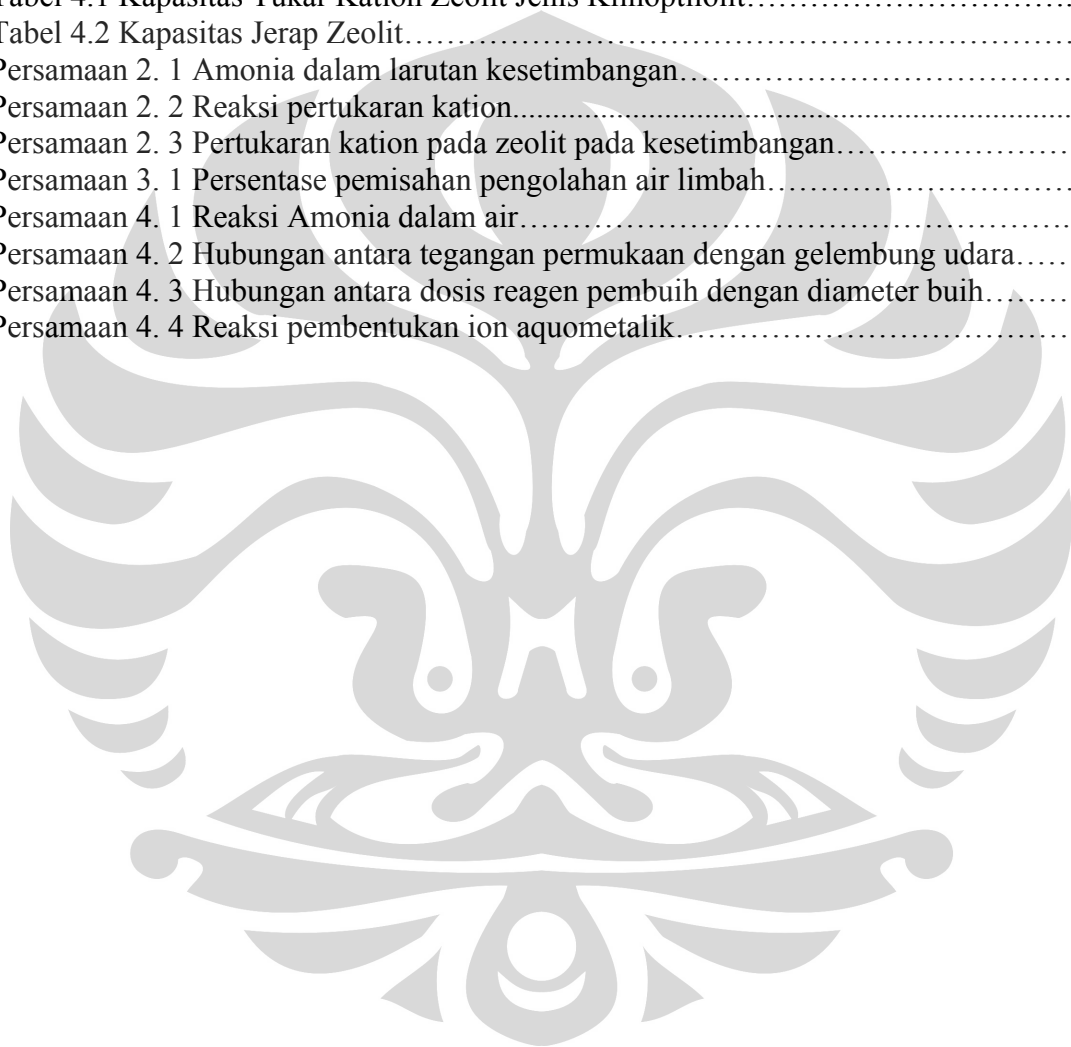 Tabel 4.1 Kapasitas Tukar Kation Zeolit Jenis Klinoptilolit……………………………..
Tabel 4.2 Kapasitas Jerap Zeolit………………………………………………………………
Persamaan 2. 1 Amonia dalam larutan kesetimbangan……………………………………
Persamaan 2. 2 Reaksi pertukaran kation..............................................................................
Persamaan 2. 3 Pertukaran kation pada zeolit pada kesetimbangan…………………
Persamaan 3. 1 Persentase pemisahan pengolahan air limbah…………………………
Persamaan 4. 1 Reaksi Amonia dalam air…………………………………………………..
Persamaan 4. 2 Hubungan antara tegangan permukaan dengan gelembung udara……
Persamaan 4. 3 Hubungan antara dosis reagen pembuih dengan diameter buih………
Persamaan 4. 4 Reaksi pembentukan ion aquometalik……………………………………